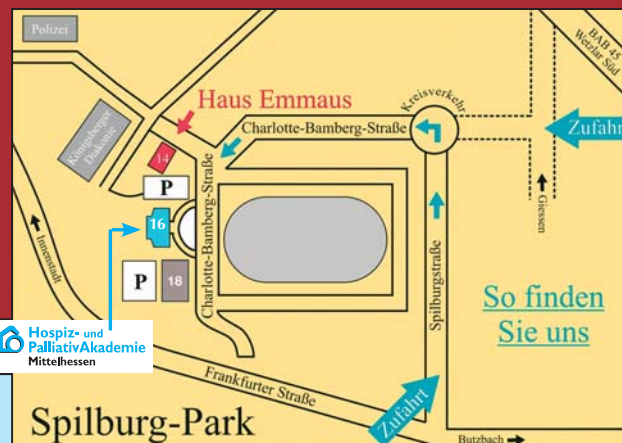 Polizei
BAB 45
Wetzlar Süd
Haus Emmaus
Kreisverkehr
Charlotte-Bamberg-Straße
Zufahrt
Königsberger
Diakonie
14
P
Charlotte-Bamberg-Straße
Giessen
16
Innenstadt
Spilburgstraße
P
18
So finden
Sie uns
Hospiz- und
PalliativAkademie
Mittelhessen
Frankfurter Straße
Zufahrt
Spilburg-Park
Butzbach